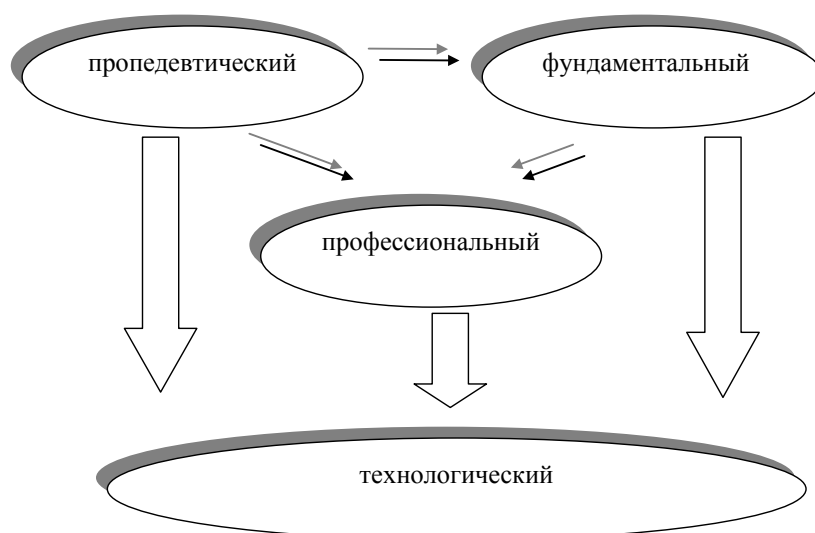 пропедевтический
фундаментальный
профессиональный
технологический